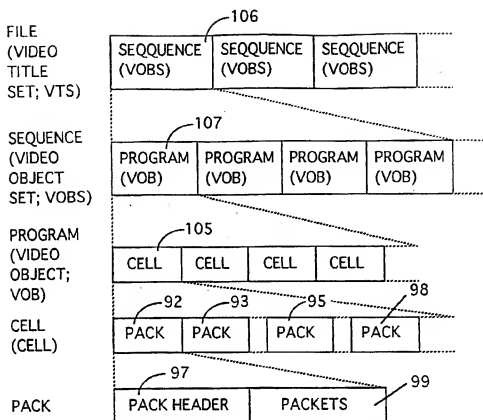 106
FILE
(VIDEO
TITLE
SET; VTS)
SEQQUENCE
(VOBS)
SEQQUENCE
(VOBS)
SEQQUENCE
(VOBS)
107
SEQUENCE
(VIDEO
OBJECT
SET; VOBS)
PROGRAM
(VOB)
PROGRAM
(VOB)
PROGRAM
(VOB)
PROGRAM
(VOB)
105
PROGRAM
(VIDEO
OBJECT;
VOB)
CELL
CELL
CELL
CELL
92
93
95
98
CELL
(CELL)
PACK
PACK
PACK
PACK
97
99
PACK
PACK HEADER
PACKETS